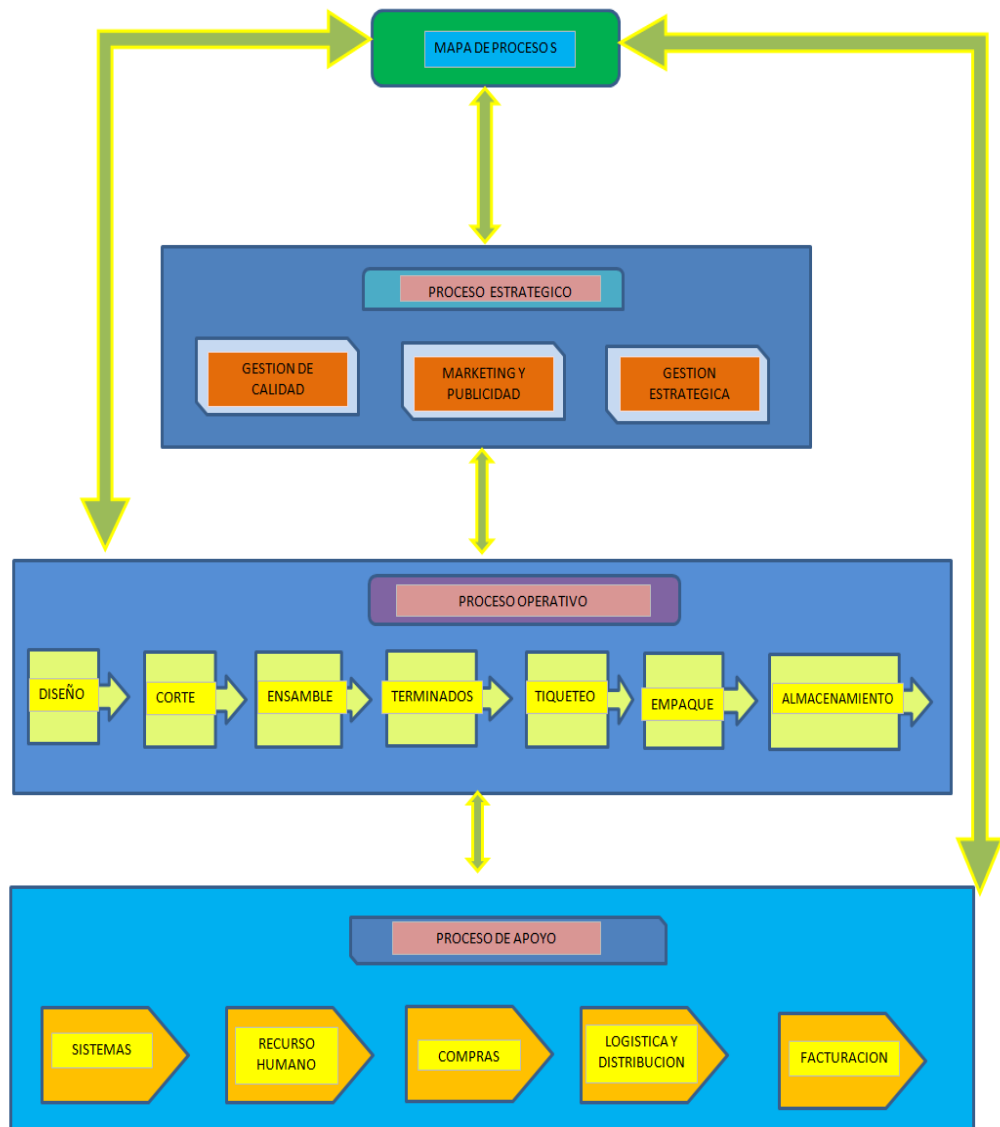 MAPA DE PROCESO S
PROCESO ESTRATEGICO
GESTION DE
CALIDAD
MARKETING Y
PUBLICIDAD
GESTION
ESTRATEGICA
PROCESO OPERATIVO
DISEÑO
CORTE
ENSAMBLE
TERMINADOS
TIQUETEO
EMPAQUE
ALMACENAMIENTO
PROCESO DE APOYO
SISTEMAS
RECURSO
HUMANO
COMPRAS
LOGISTICA Y
DISTRIBUCION
FACTURACION